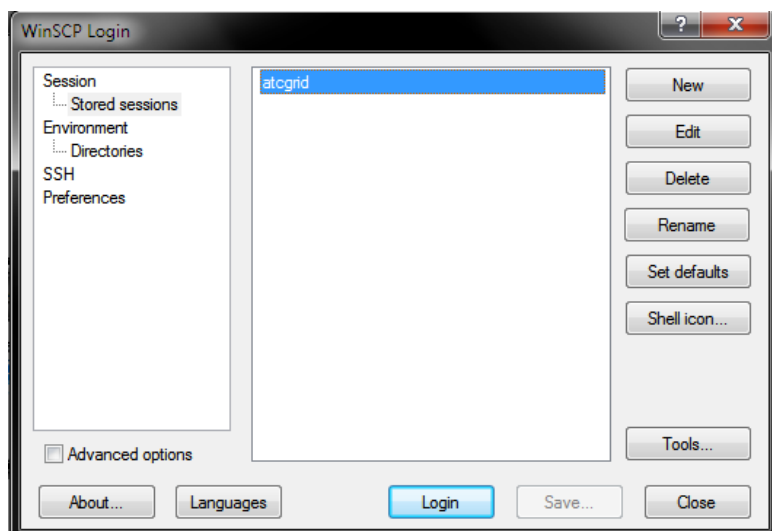 WinSCP Login
Session
Stored sessions
Environment
Directories
SSH
Preferences
atcgrid
New
Edit
Delete
Rename
Set defaults
Shell icon...
Tools...
Advanced options
About...
Languages
Login
Save...
Close